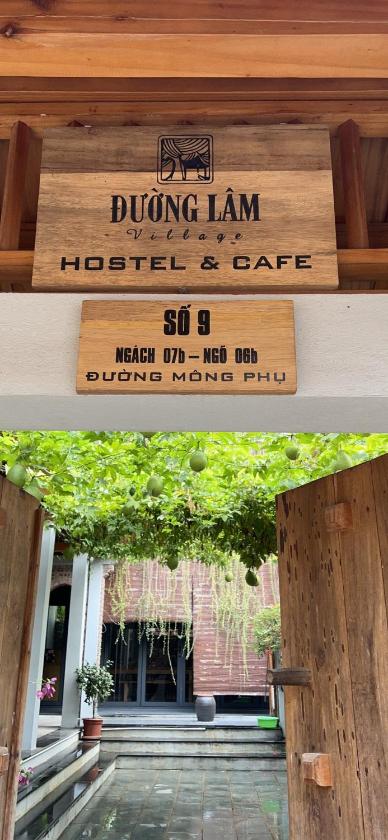 ĐƯỜNG LÂM
Village
HOSTEL & CAFE
SỐ 9
NGÁCH 07b – NGÕ 06b
ĐƯỜNG MÔNG PHỤ